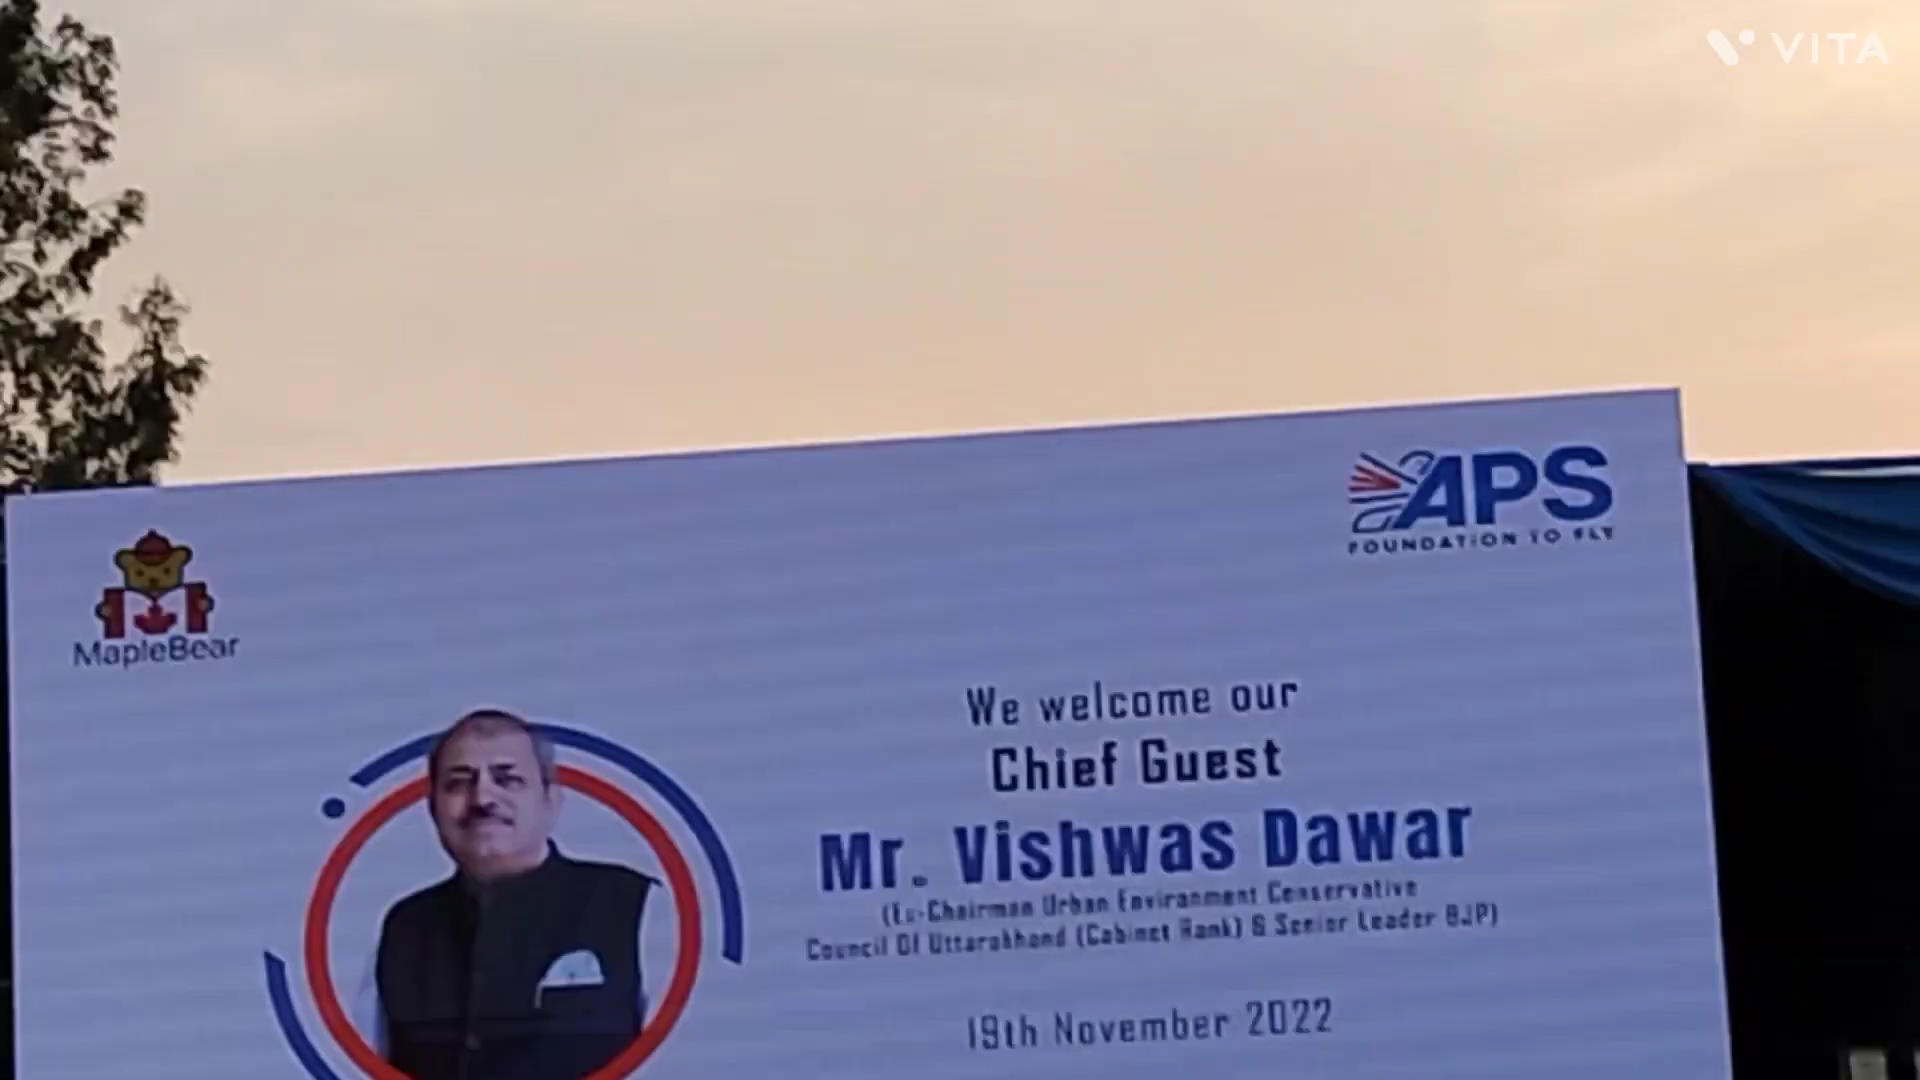 VITA
APS
FOUNDATION TO FLY
MapleBear
We welcome our
Chief Guest
Mr. Vishwas Dawar
(Ex-Chairman Urban Environment Conservative
Council Of Uttarakhand (Cabinet Rank) & Senior Leader BJP)
19th November 2022